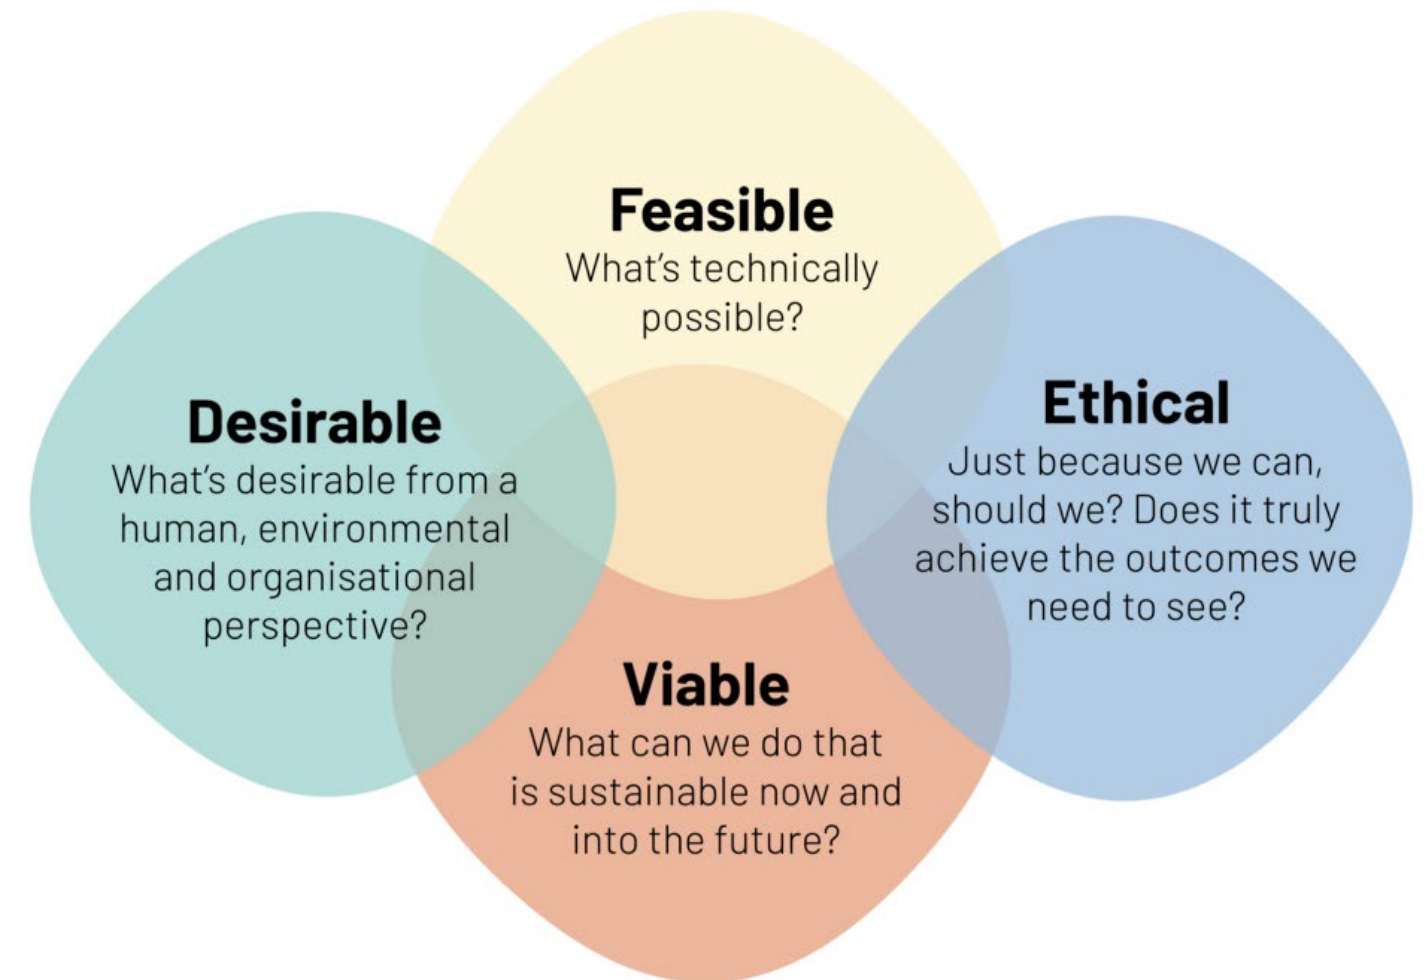 Feasible
What's technically
possible?
Desirable
What's desirable from a
human, environmental
and organisational
perspective?
Ethical
Just because we can,
should we? Does it truly
achieve the outcomes we
need to see?
Viable
What can we do that
is sustainable now and
into the future?